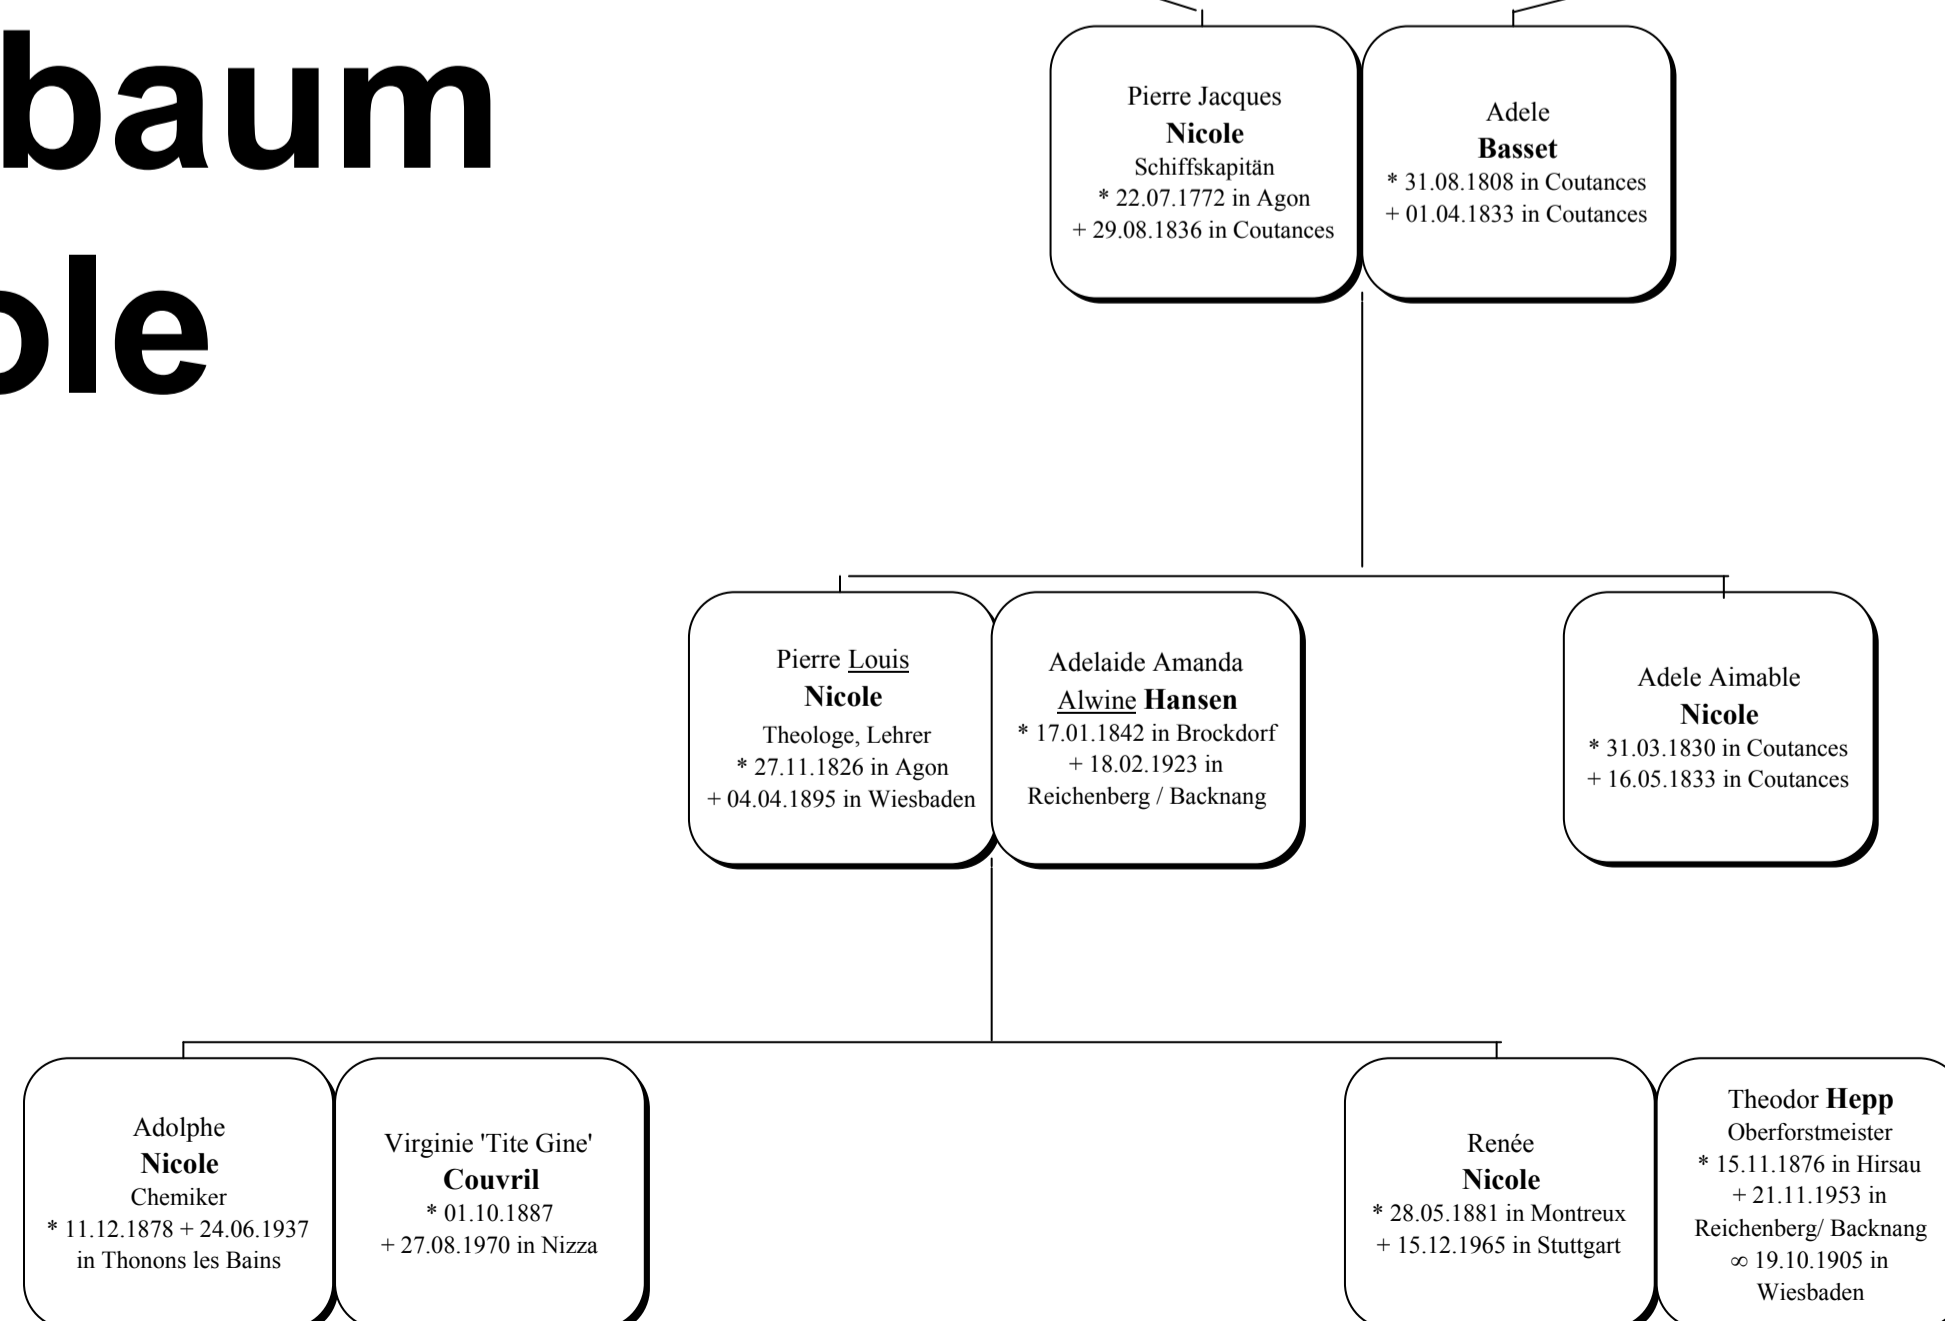 baum
ole
Pierre Jacques
Nicole
Schiffskapitän
* 22.07.1772 in Agon
+ 29.08.1836 in Coutances
Adele
Basset
* 31.08.1808 in Coutances
+ 01.04.1833 in Coutances
Pierre Louis
Nicole
Theologe, Lehrer
* 27.11.1826 in Agon
+ 04.04.1895 in Wiesbaden
Adelaide Amanda
Alwine Hansen
* 17.01.1842 in Brockdorf
+ 18.02.1923 in
Reichenberg / Backnang
Adele Aimable
Nicole
* 31.03.1830 in Coutances
+ 16.05.1833 in Coutances
Adolphe
Nicole
Chemiker
* 11.12.1878 + 24.06.1937
in Thonons les Bains
Virginie 'Tite Gine'
Couvril
* 01.10.1887
+ 27.08.1970 in Nizza
Renée
Nicole
* 28.05.1881 in Montreux
+ 15.12.1965 in Stuttgart
Theodor Hepp
Oberforstmeister
* 15.11.1876 in Hirsau
+ 21.11.1953 in
Reichenberg/ Backnang
∞ 19.10.1905 in
Wiesbaden